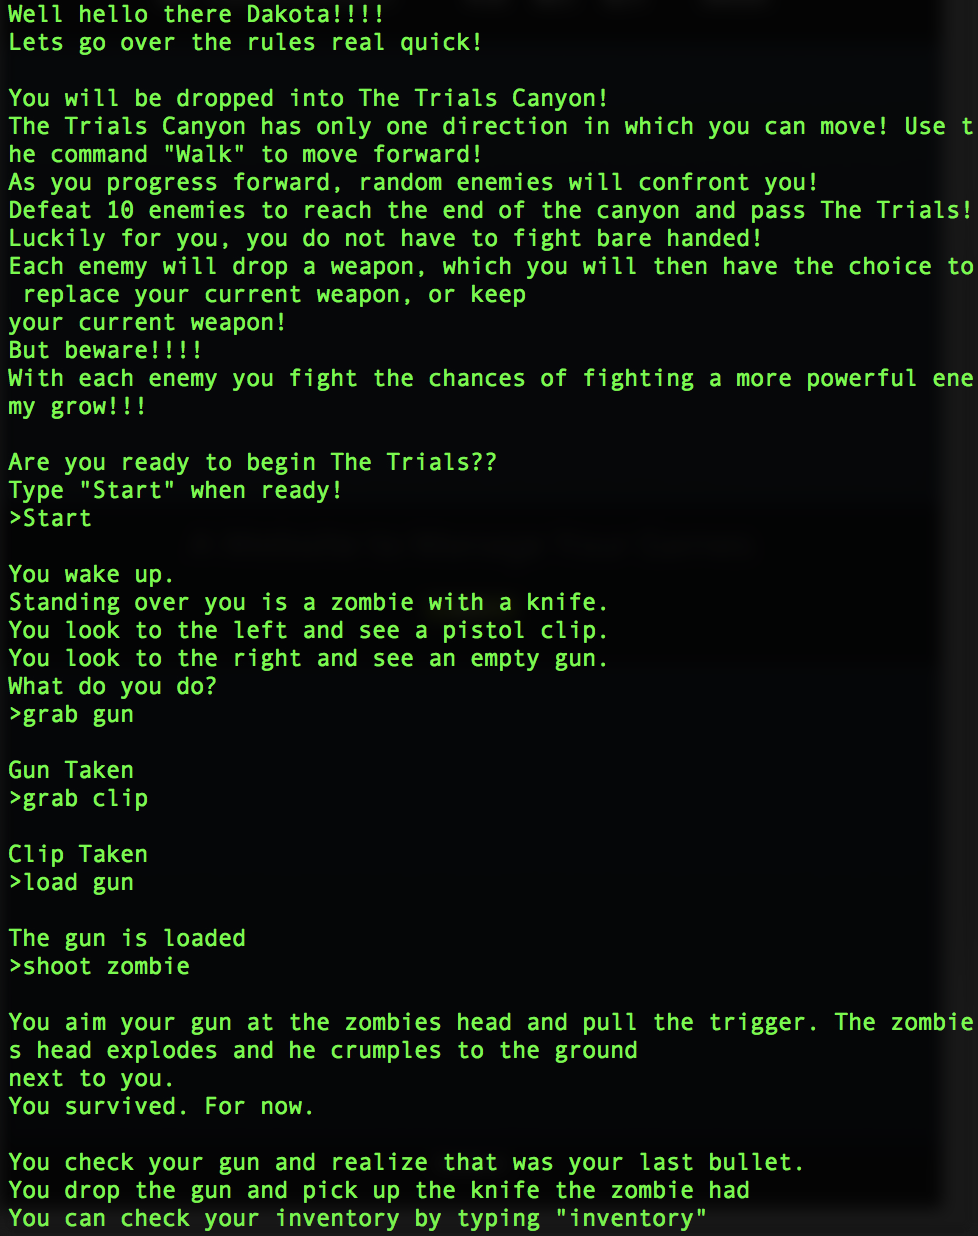 Well hello there Dakota!!!!
Lets go over the rules real quick!
You will be dropped into The Trials Canyon!
The Trials Canyon has only one direction in which you can move! Use t
he command "Walk" to move forward!
As you progress forward, random enemies will confront you!
Defeat 10 enemies to reach the end of the canyon and pass The Trials!
Luckily for you, you do not have to fight bare handed!
Each enemy will drop a weapon, which you will then have the choice to
 replace your current weapon, or keep
your current weapon!
But beware!!!!
With each enemy you fight the chances of fighting a more powerful ene
my grow!!!
Are you ready to begin The Trials??
Type "Start" when ready!
>Start
You wake up.
Standing over you is a zombie with a knife.
You look to the left and see a pistol clip.
You look to the right and see an empty gun.
What do you do?
>grab gun
Gun Taken
>grab clip
Clip Taken
>load gun
The gun is loaded
>shoot zombie
You aim your gun at the zombies head and pull the trigger. The zombie
s head explodes and he crumples to the ground
next to you.
You survived. For now.
You check your gun and realize that was your last bullet.
You drop the gun and pick up the knife the zombie had
You can check your inventory by typing "inventory"